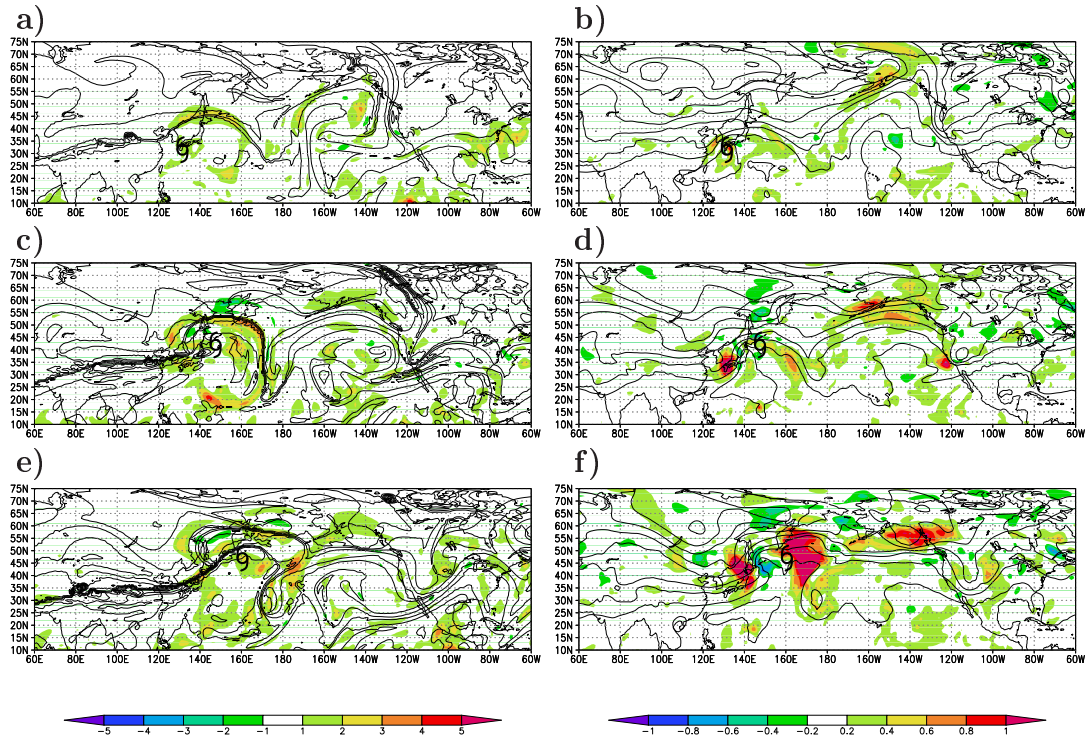 a)
b)
75N
70N
65N
60N
55N
50N
45N
40N
35N
30N
25N
20N
15N
10N
60E 80E 100E 120E 140E 160E 180 160W 140W 120W 100W 80W 60W
75N
70N
65N
60N
55N
50N
45N
40N
35N
30N
25N
20N
15N
10N
60E 80E 100E 120E 140E 160E 180 160W 140W 120W 100W 80W 60W
c)
d)
75N
70N
65N
60N
55N
50N
45N
40N
35N
30N
25N
20N
15N
10N
60E 80E 100E 120E 140E 160E 180 160W 140W 120W 100W 80W 60W
75N
70N
65N
60N
55N
50N
45N
40N
35N
30N
25N
20N
15N
10N
60E 80E 100E 120E 140E 160E 180 160W 140W 120W 100W 80W 60W
e)
f)
75N
70N
65N
60N
55N
50N
45N
40N
35N
30N
25N
20N
15N
10N
60E 80E 100E 120E 140E 160E 180 160W 140W 120W 100W 80W 60W
75N
70N
65N
60N
55N
50N
45N
40N
35N
30N
25N
20N
15N
10N
60E 80E 100E 120E 140E 160E 180 160W 140W 120W 100W 80W 60W
-5 -4 -3 -2 -1 1 2 3 4 5
-1 -0.8 -0.6 -0.4 -0.2 0.2 0.4 0.6 0.8 1